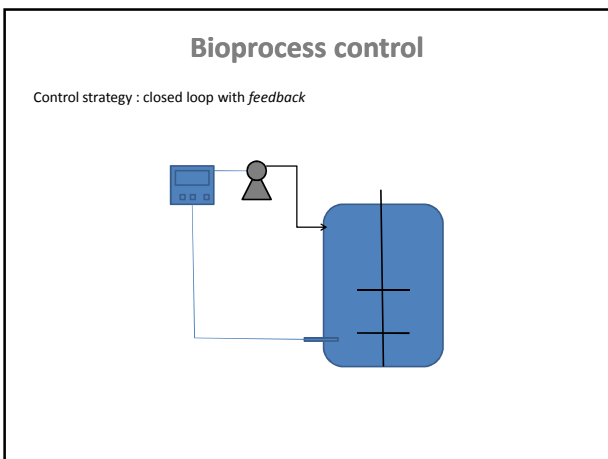 Bioprocess control
Control strategy : closed loop with feedback